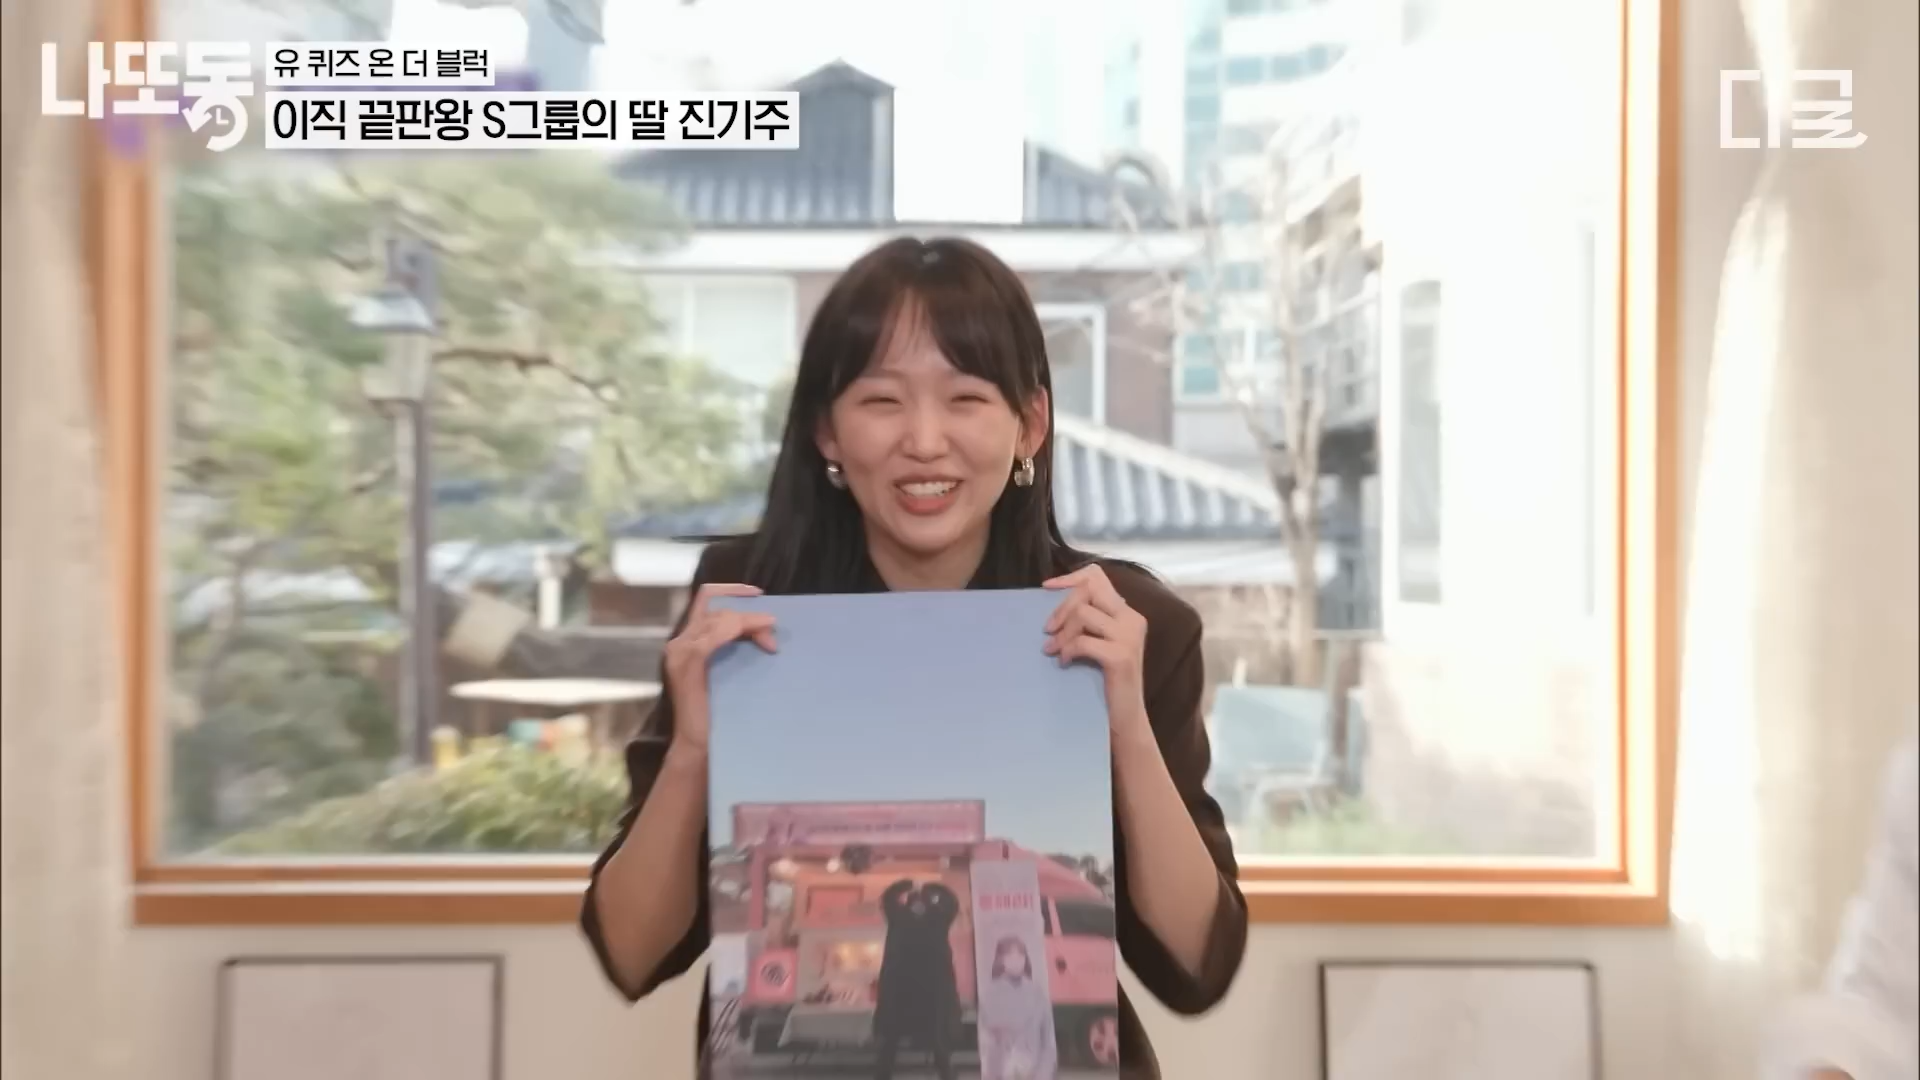 나또동
유 퀴즈 온 더 블럭
이직 끝판왕 S그룹의 딸 진기주
디글